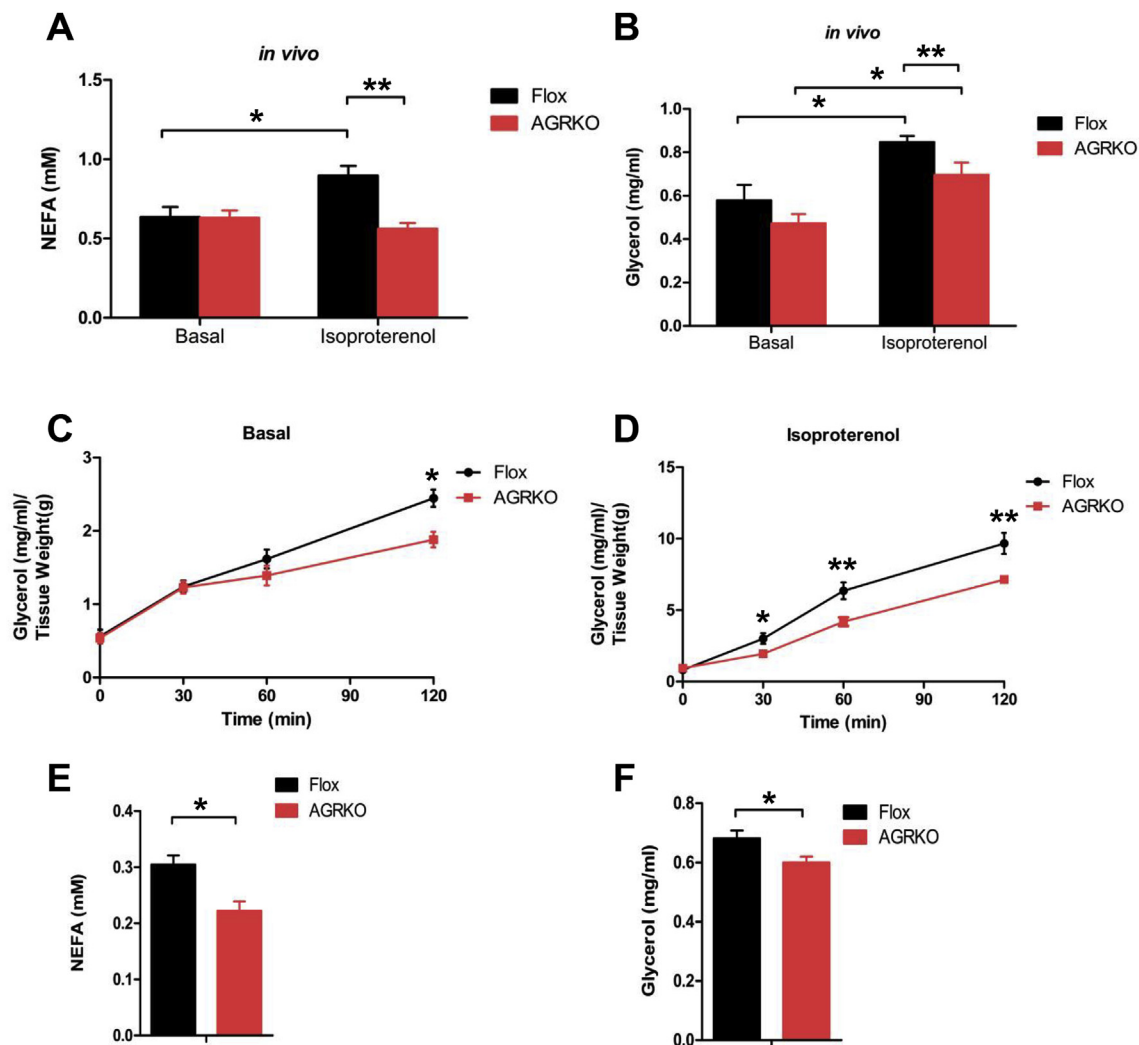 A
in vivo
NEFA (mM)
1.5
1.0
0.5
0.0
*
**
Flox
AGRKO
Basal
Isoproterenol
B
in vivo
Glycerol (mg/ml)
1.0
0.8
0.6
0.4
0.2
0.0
**
*
*
Flox
AGRKO
Basal
Isoproterenol
C
Basal
Glycerol (mg/ml)/
Tissue Weight(g)
3
2
1
0
*
Flox
AGRKO
0
30
60
90
120
Time (min)
D
Isoproterenol
Glycerol (mg/ml)/
Tissue Weight(g)
15
10
5
0
*
**
**
Flox
AGRKO
0
30
60
90
120
Time (min)
E
NEFA (mM)
0.4
0.3
0.2
0.1
0.0
*
Flox
AGRKO
F
Glycerol (mg/ml)
0.8
0.6
0.4
0.2
0.0
*
Flox
AGRKO